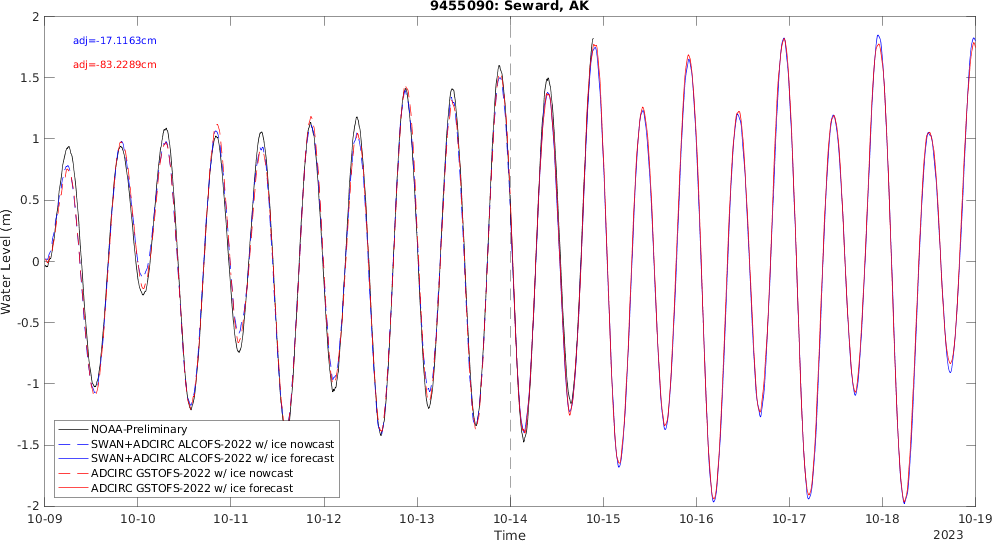 9455090: Seward, AK
adj=-17.1163cm
adj=-83.2289cm
2
1.5
1
0.5
0
-0.5
-1
-1.5
-2
Water Level (m)
NOAA-Preliminary
SWAN+ADCIRC ALCOFS-2022 w/ ice nowcast
SWAN+ADCIRC ALCOFS-2022 w/ ice forecast
ADCIRC GSTOFS-2022 w/ ice nowcast
ADCIRC GSTOFS-2022 w/ ice forecast
10-09 10-10 10-11 10-12 10-13 10-14 10-15 10-16 10-17 10-18 10-19
Time
2023